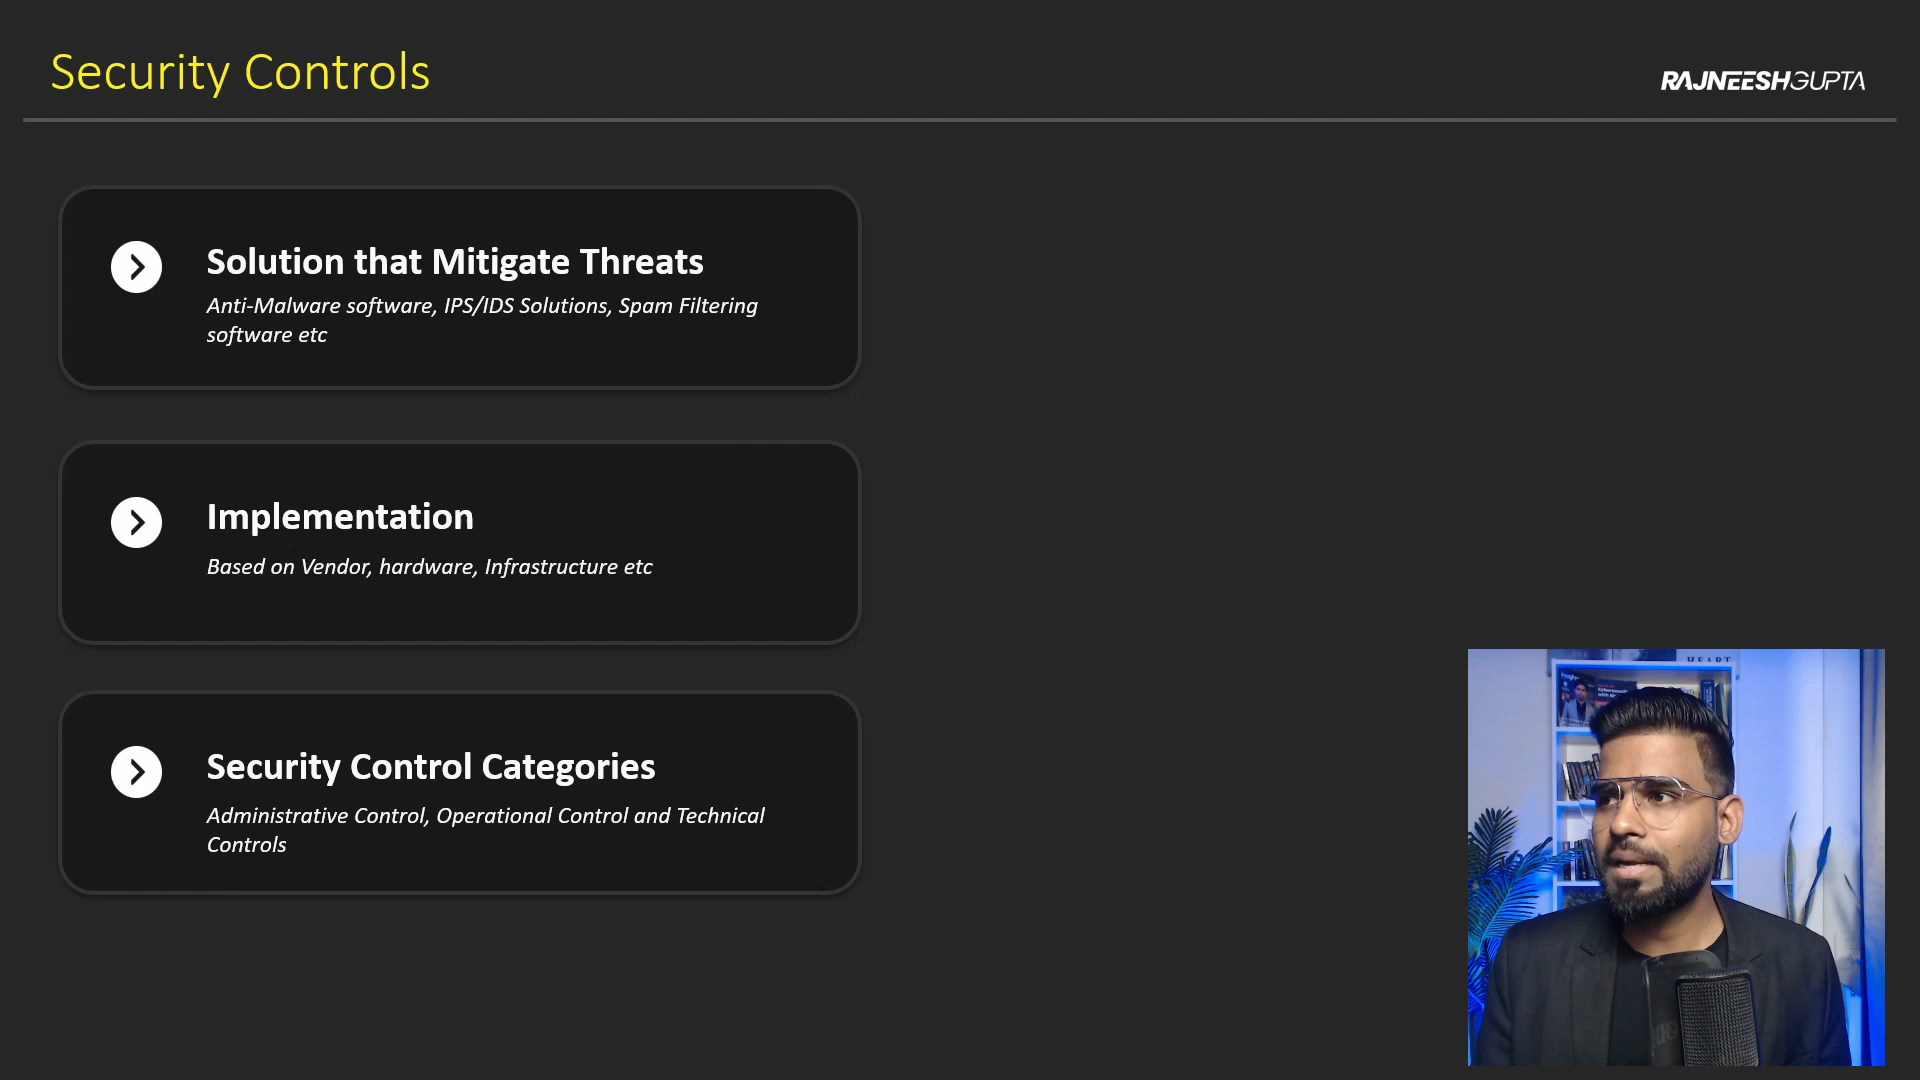 Security Controls
RAJNEESHGUPTA
Solution that Mitigate Threats
Anti-Malware software, IPS/IDS Solutions, Spam Filtering
software etc
Implementation
Based on Vendor, hardware, Infrastructure etc
Security Control Categories
Administrative Control, Operational Control and Technical
Controls
HEART